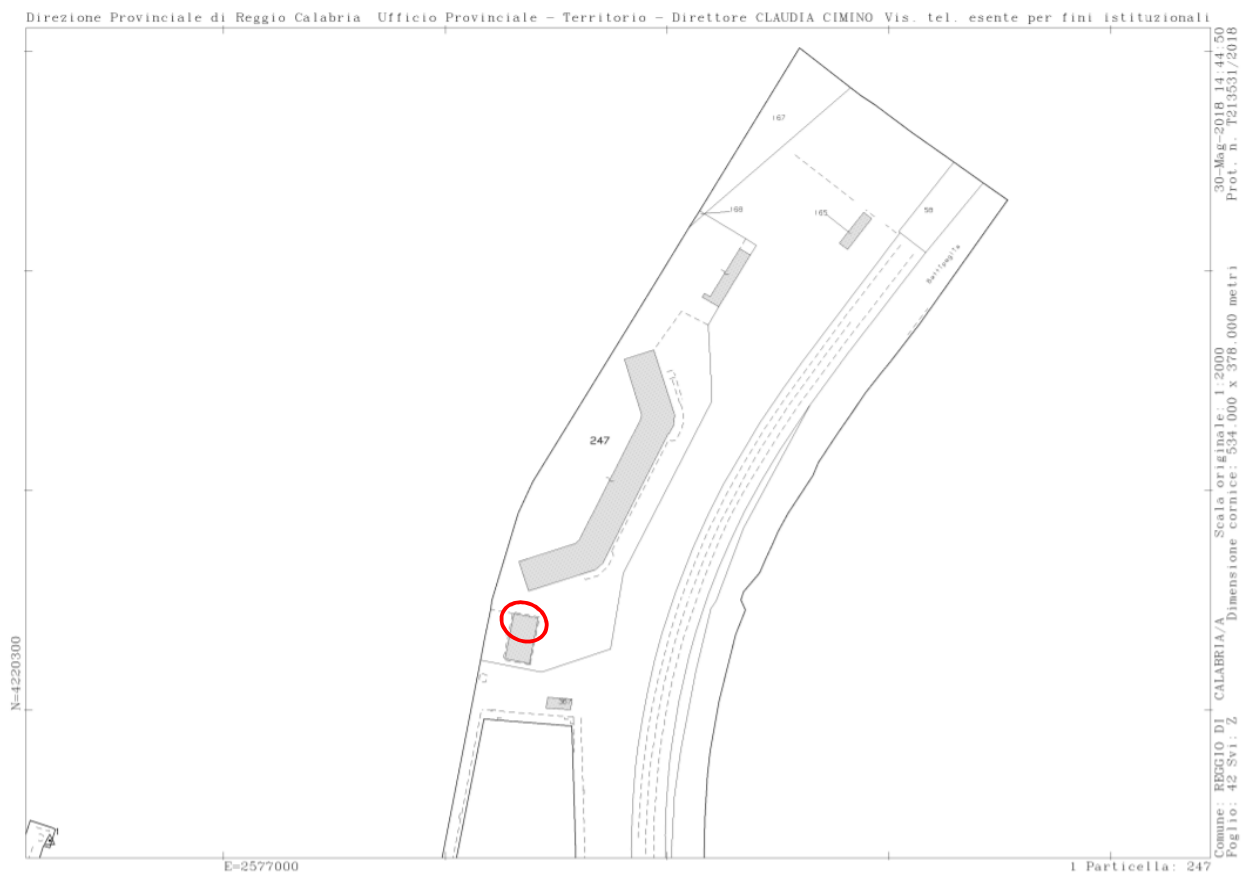 Direzione Provinciale di Reggio Calabria Ufficio Provinciale - Territorio - Direttore CLAUDIA CIMINO Vis. tel. esente per fini istituzionali
30-Mag-2018 14:44:50
Prot. n. T213531/2018
Scala originale: 1:2000
Dimensione cornice: 534.000 x 378.000 metri
Comune: REGGIO DI CALABRIA/A
Foglio: 42 Svi: Z
167
168
165
58
Battipaglia
247
N=4220300
E=2577000
1 Particella: 247